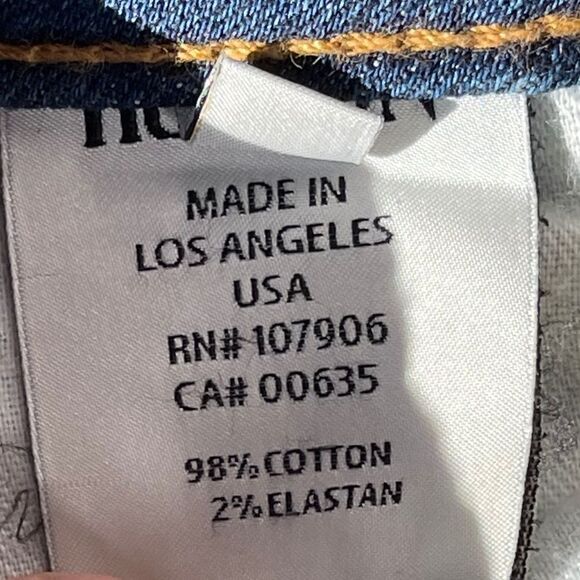 MADE IN
LOS ANGELES
USA
RN# 107906
CA# 00635
98% COTTON
2% ELASTAN